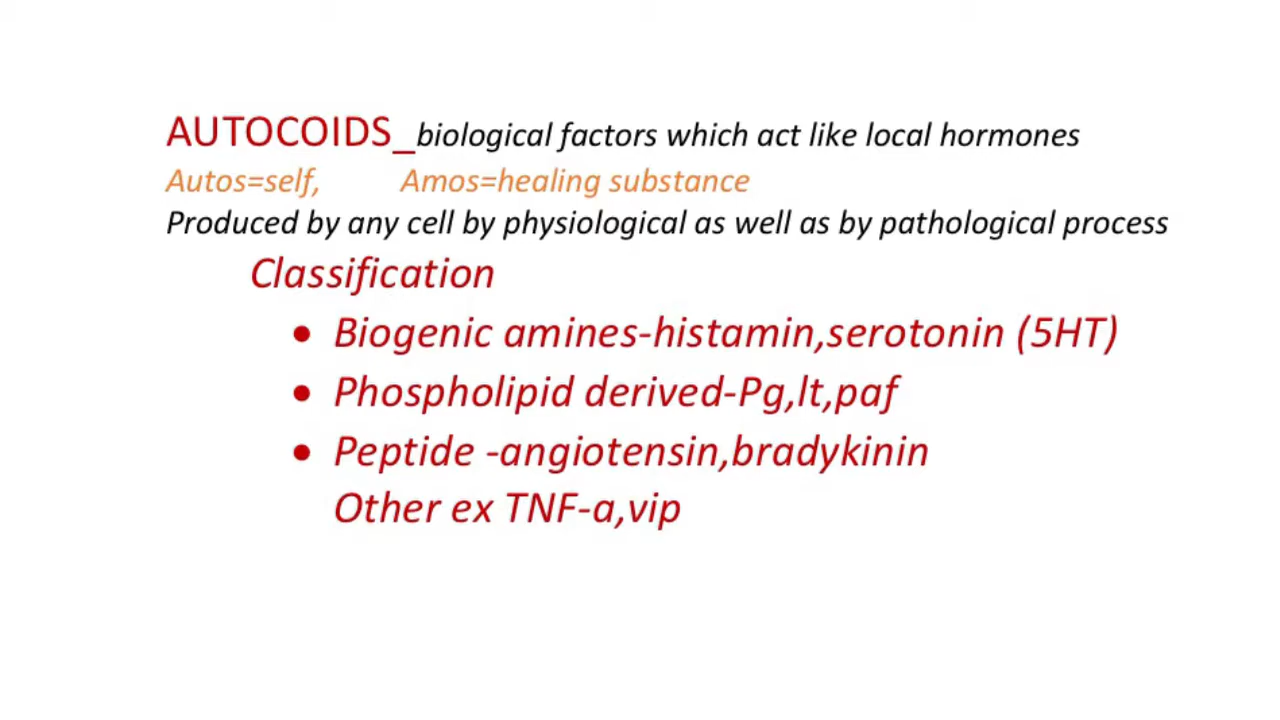 AUTOCOIDS_biological factors which act like local hormones
Autos=self, Amos=healing substance
Produced by any cell by physiological as well as by pathological process
Classification
• Biogenic amines-histamin,serotonin (5HT)
• Phospholipid derived-Pg,lt,paf
• Peptide -angiotensin,bradykinin
Other ex TNF-a,vip